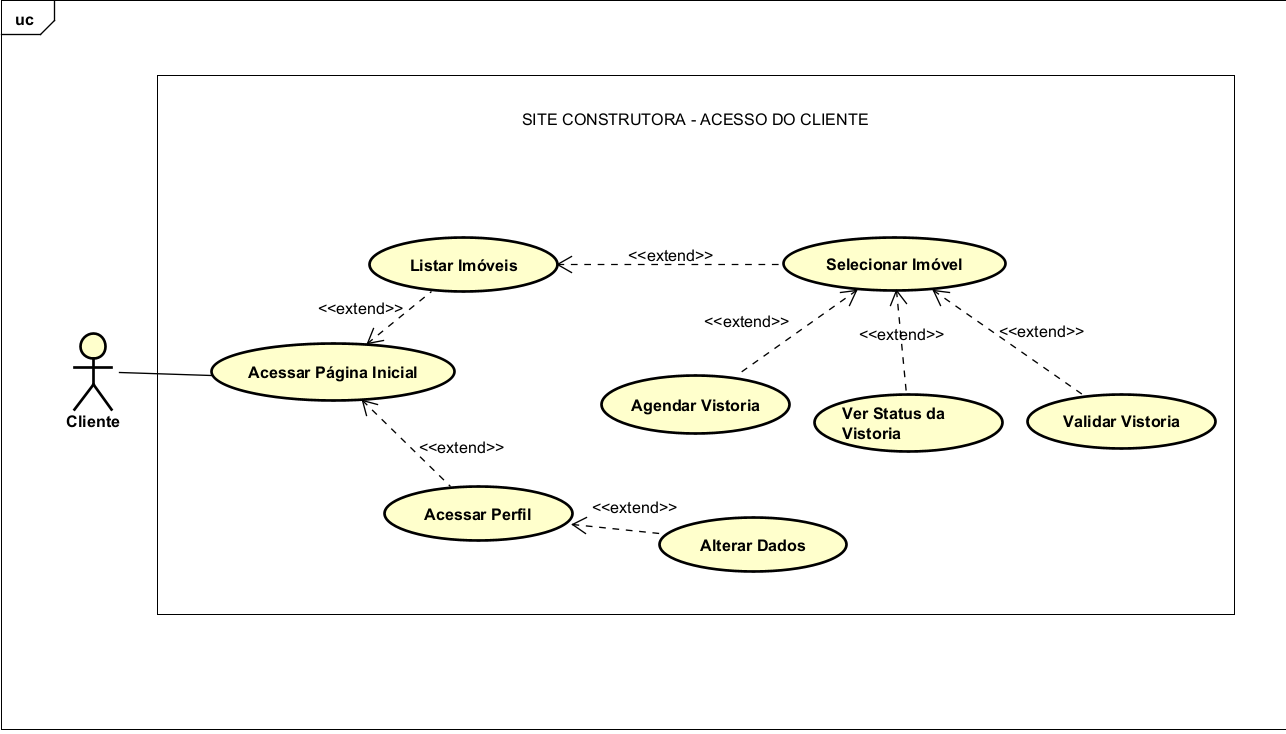 uc
SITE CONSTRUTORA - ACESSO DO CLIENTE
Listar Imóveis
<<extend>>
Selecionar Imóvel
<<extend>>
<<extend>>
<<extend>>
<<extend>>
Acessar Página Inicial
Cliente
Agendar Vistoria
Ver Status da
Vistoria
Validar Vistoria
<<extend>>
Acessar Perfil
<<extend>>
Alterar Dados